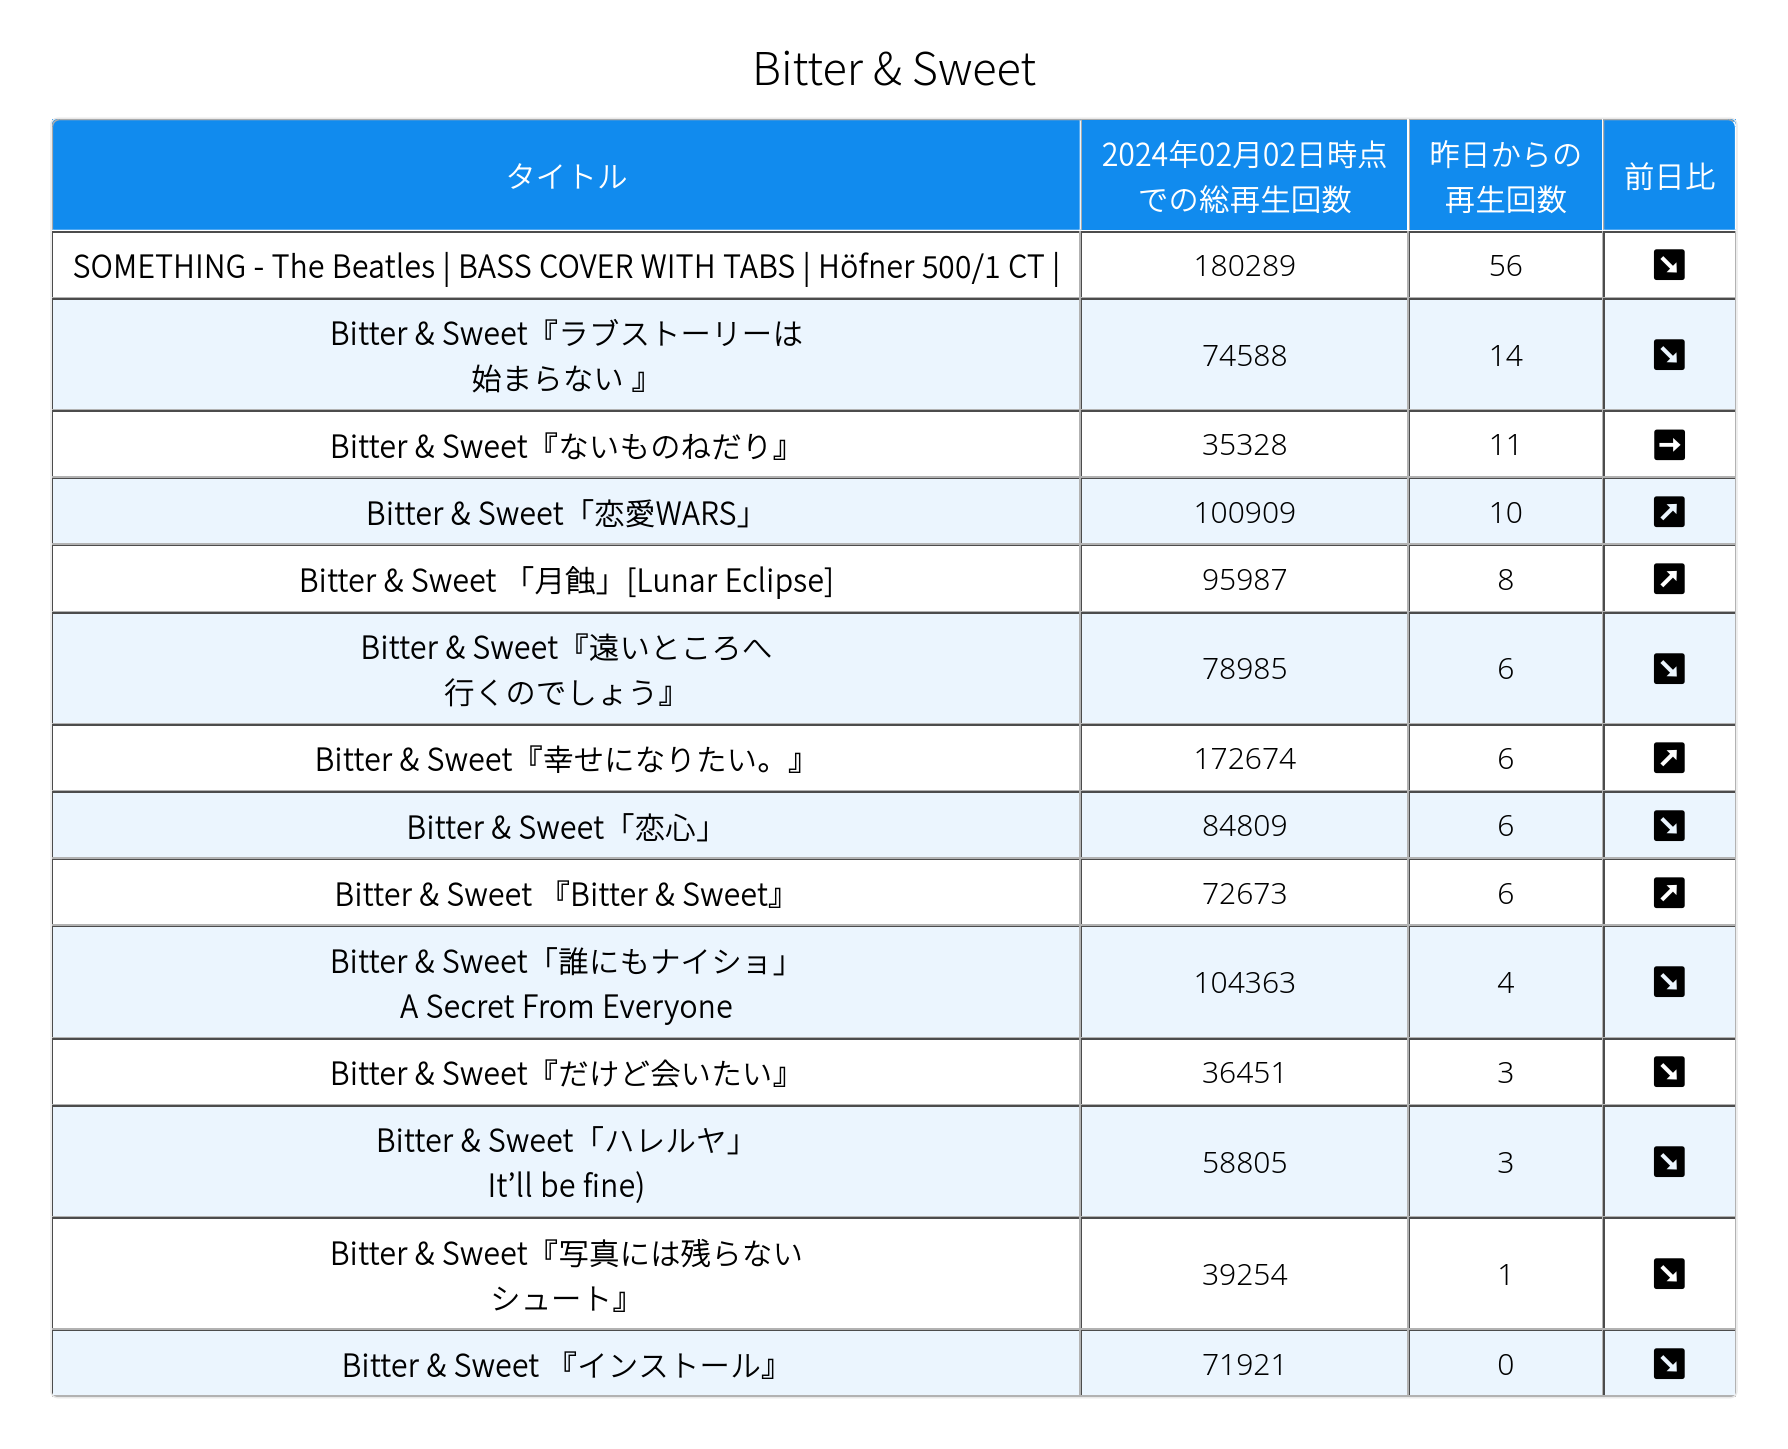 Bitter & Sweet
タイトル
2024年02月02日時点
での総再生回数
昨日からの
再生回数
前日比
SOMETHING - The Beatles | BASS COVER WITH TABS | Höfner 500/1 CT |
180289
56
Bitter & Sweet『ラブストーリーは
始まらない 』
74588
14
Bitter & Sweet『ないものねだり』
35328
11
Bitter & Sweet「恋愛WARS」
100909
10
Bitter & Sweet 「月蝕」[Lunar Eclipse]
95987
8
Bitter & Sweet『遠いところへ
行くのでしょう』
78985
6
Bitter & Sweet『幸せになりたい。』
172674
6
Bitter & Sweet「恋心」
84809
6
Bitter & Sweet 『Bitter & Sweet』
72673
6
Bitter & Sweet「誰にもナイショ」
A Secret From Everyone
104363
4
Bitter & Sweet『だけど会いたい』
36451
3
Bitter & Sweet「ハレルヤ」
It’ll be fine)
58805
3
Bitter & Sweet『写真には残らない
シュート』
39254
1
Bitter & Sweet 『インストール』
71921
0